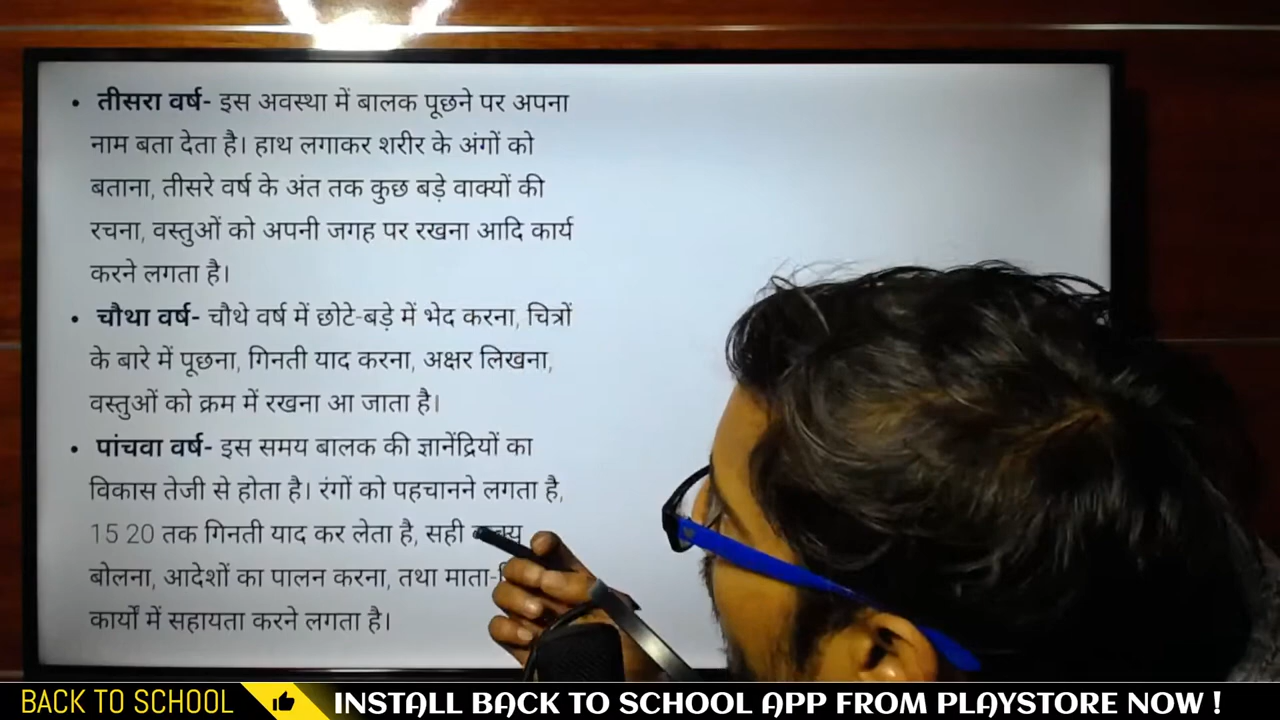 • तीसरा वर्ष- इस अवस्था में बालक पूछने पर अपना
नाम बता देता है। हाथ लगाकर शरीर के अंगों को
बताना, तीसरे वर्ष के अंत तक कुछ बड़े वाक्यों की
रचना, वस्तुओं को अपनी जगह पर रखना आदि कार्य
करने लगता है।
• चौथा वर्ष- चौथे वर्ष में छोटे-बड़े में भेद करना, चित्रों
के बारे में पूछना, गिनती याद करना, अक्षर लिखना,
वस्तुओं को क्रम में रखना आ जाता है।
• पांचवा वर्ष- इस समय बालक की ज्ञानेंद्रियों का
विकास तेजी से होता है। रंगों को पहचानने लगता है,
15 20 तक गिनती याद कर लेता है, सही
बोलना, आदेशों का पालन करना, तथा माता-
कार्यों में सहायता करने लगता है।
BACK TO SCHOOL
INSTALL BACK TO SCHOOL APP FROM PLAYSTORE NOW !